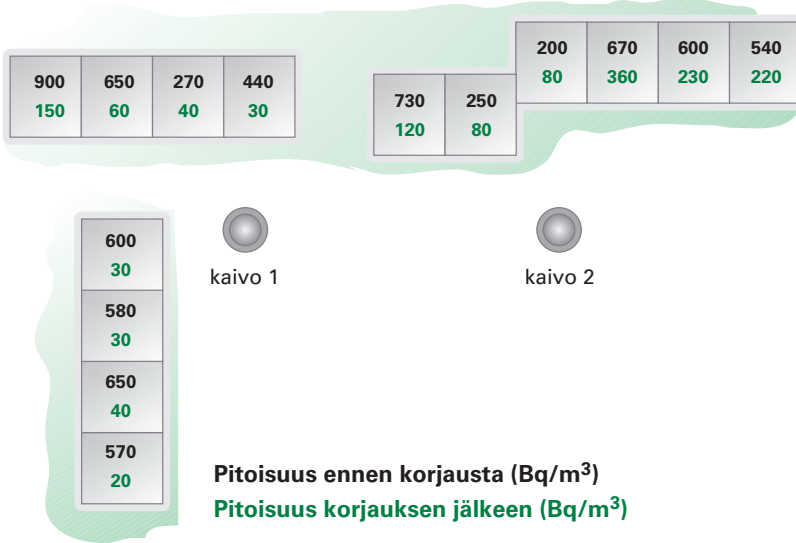 200 670 600 540
80 360 230 220
900 650 270 440
150 60 40 30
730 250
120 80
600
30
580
30
650
40
570
20
kaivo 1
kaivo 2
Pitoisuus ennen korjausta (Bq/m³)
Pitoisuus korjauksen jälkeen (Bq/m³)